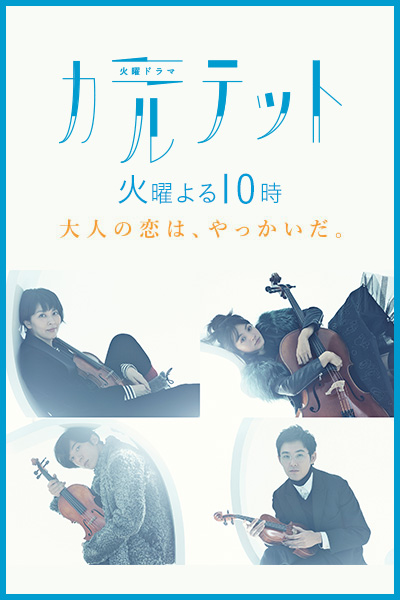 火曜ドラマ
カルテット
火曜よる10時
大人の恋は、やっかいだ。